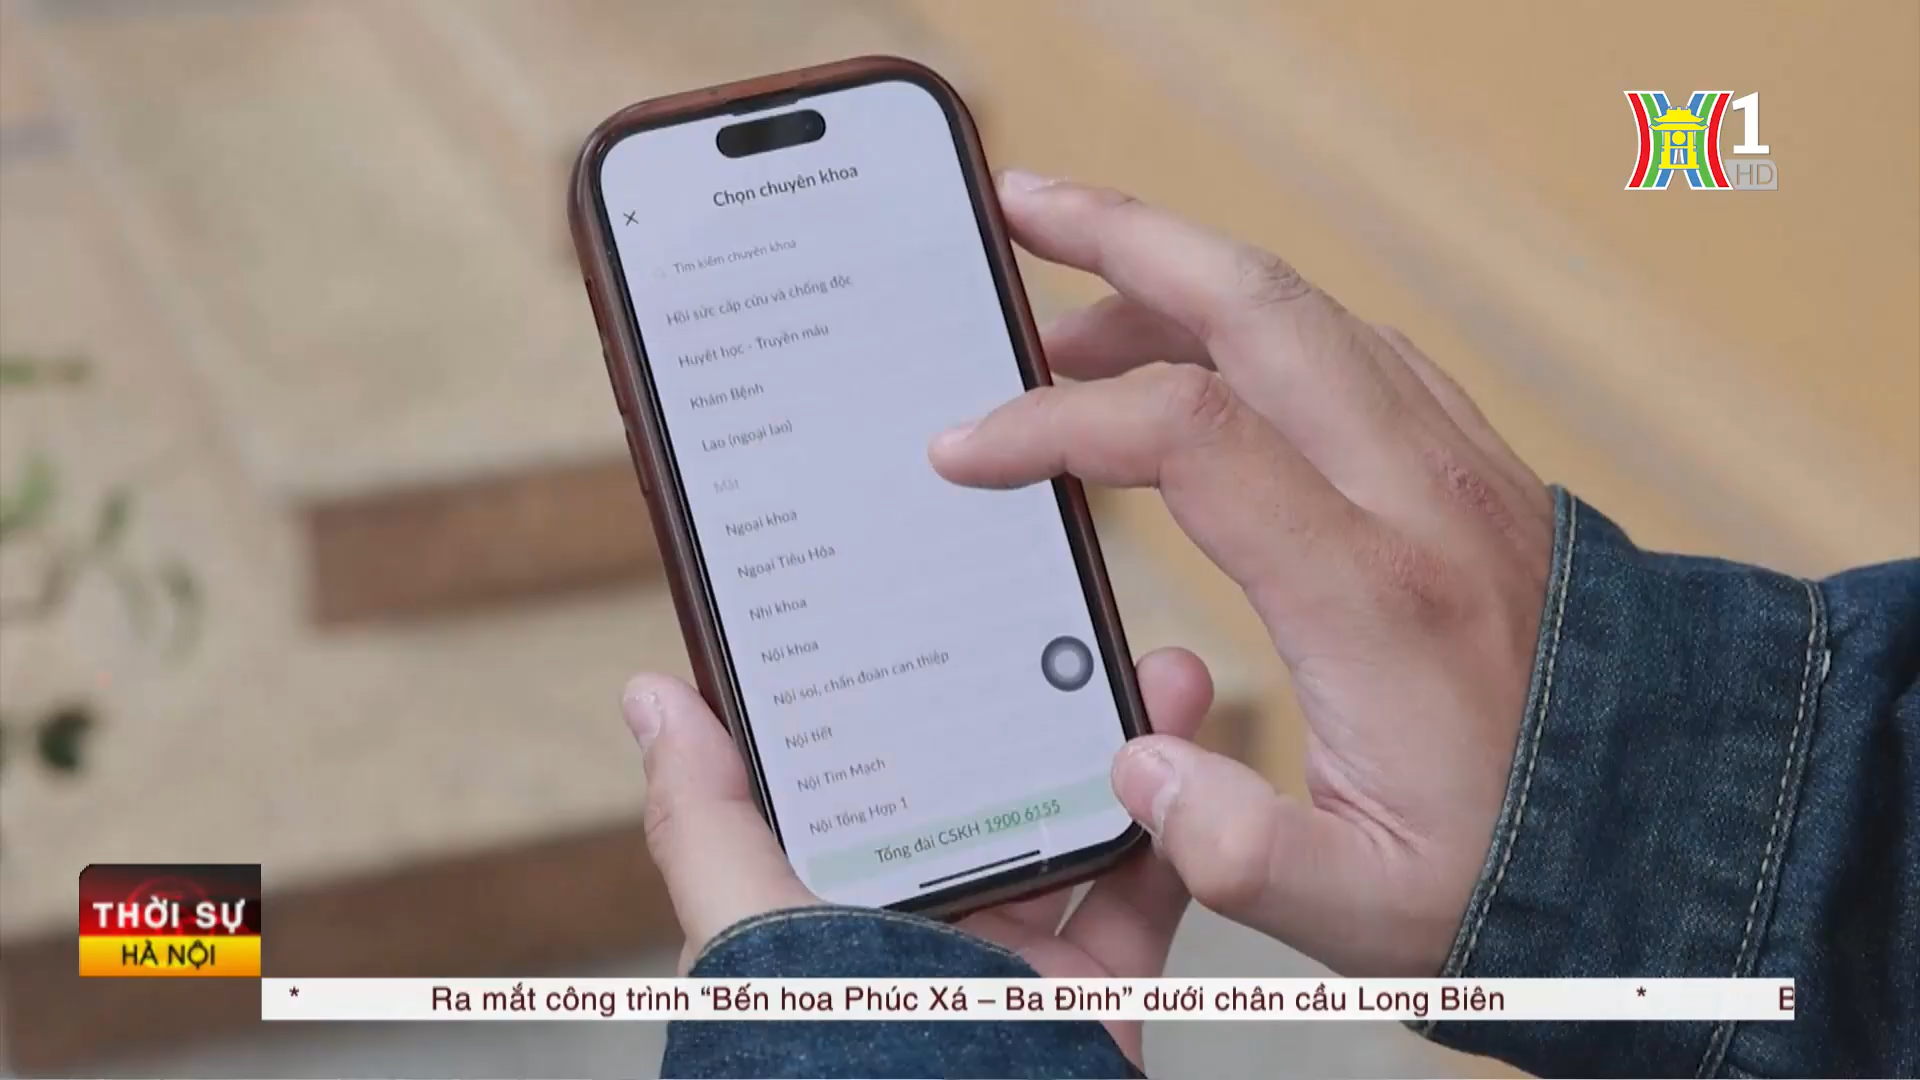 1
HD
Chọn chuyên khoa
Tìm kiếm chuyên khoa
Hồi sức cấp cứu và chống độc
Huyết học - Truyền máu
Khám Bệnh
Lao (ngoại lao)
Mắt
Ngoại khoa
Ngoại Tiêu Hóa
Nhi khoa
Nội khoa
Nội soi, chẩn đoán can thiệp
Nội tiết
Nội Tim Mạch
Nội Tổng Hợp 1
Tổng đài CSKH 1900 6155
THỜI SỰ
HÀ NỘI
* Ra mắt công trình “Bến hoa Phúc Xá – Ba Đình” dưới chân cầu Long Biên * B